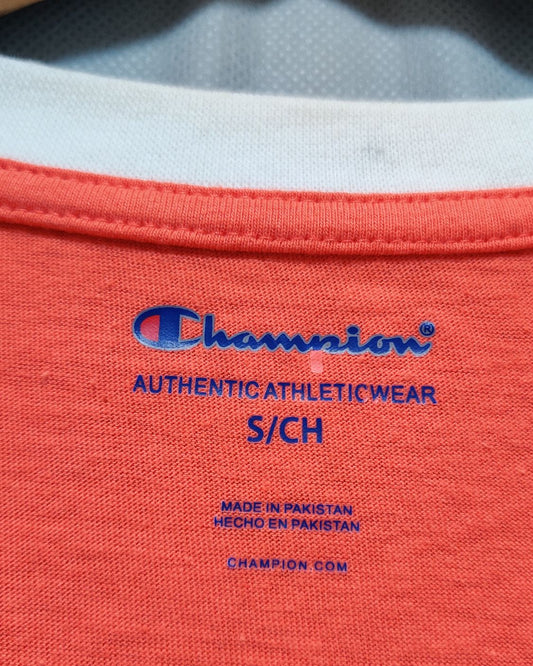 Champion®
AUTHENTIC ATHLETICWEAR
S/CH
MADE IN PAKISTAN
HECHO EN PAKISTAN
CHAMPION.COM